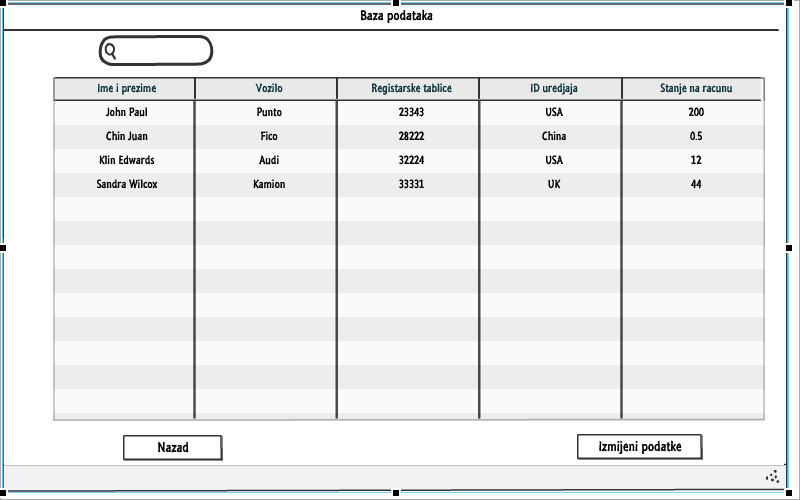 Baza podataka
Ime i prezime Vozilo Registarske tablice ID uredjaja Stanje na racunu
John Paul Punto 23343 USA 200
Chin Juan Fico 28222 China 0.5
Klin Edwards Audi 32224 USA 12
Sandra Wilcox Kamion 33331 UK 44
Nazad Izmijeni podatke